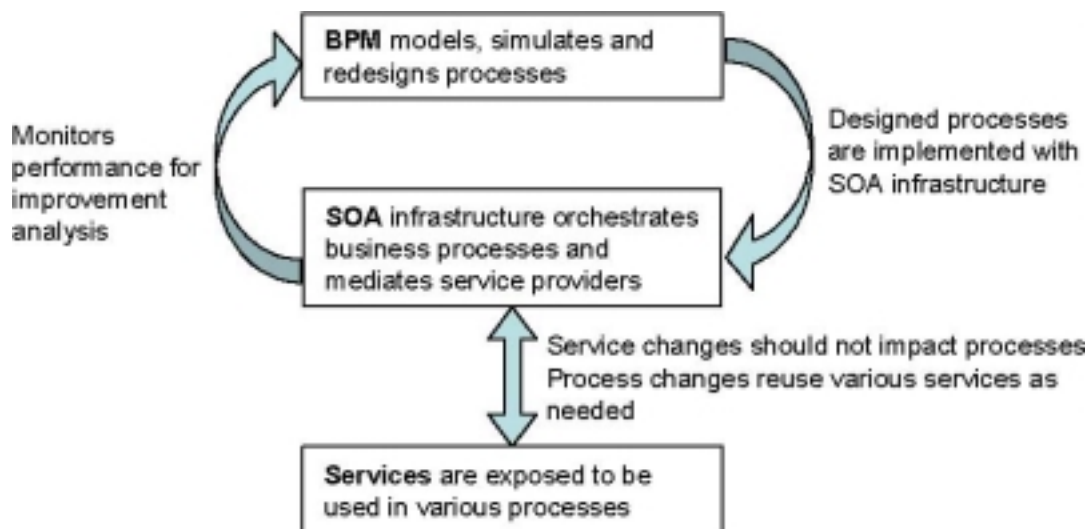 BPM models, simulates and
redesigns processes
Monitors
performance for
improvement
analysis
Designed processes
are implemented with
SOA infrastructure
SOA infrastructure orchestrates
business processes and
mediates service providers
Service changes should not impact processes
Process changes reuse various services as
needed
Services are exposed to be
used in various processes